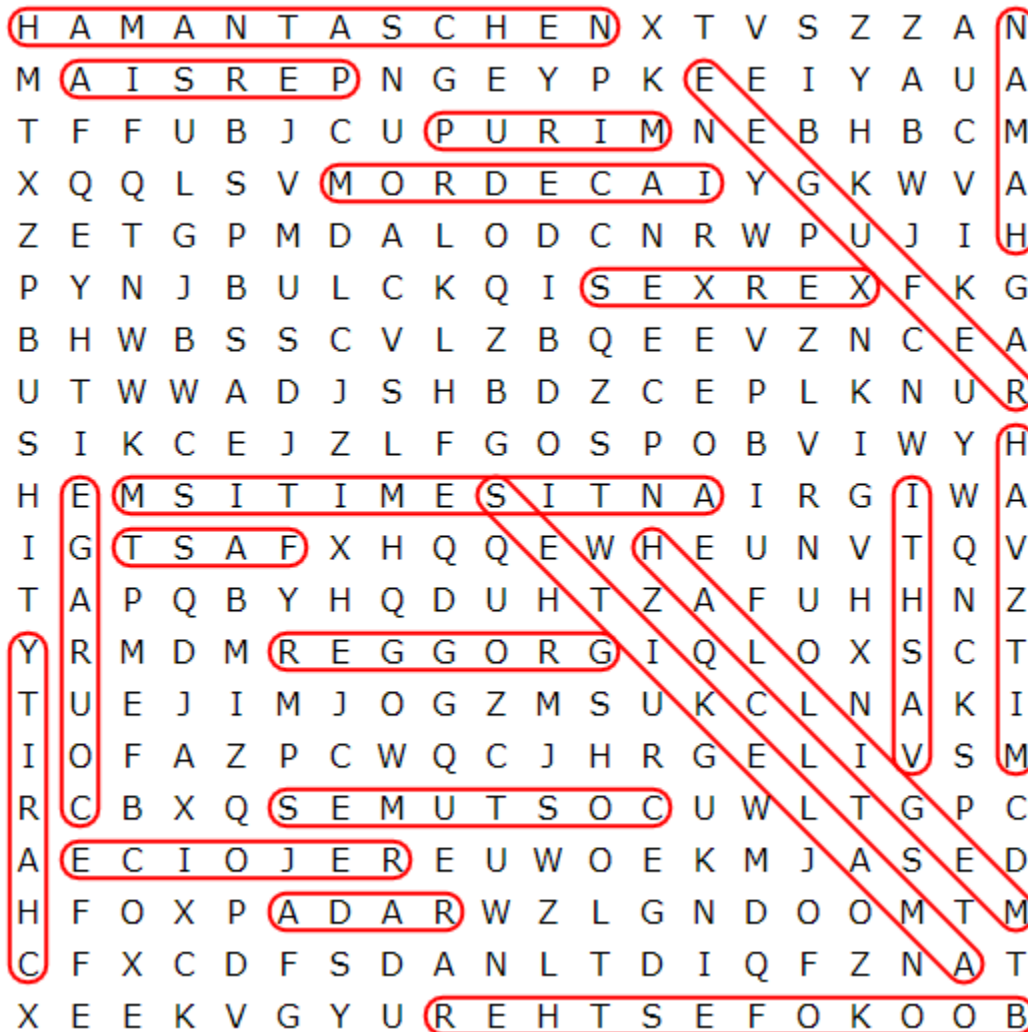 H A M A N T A S C H E N X T V S Z Z A N
M A I S R E P N G E Y P K E E I Y A U A
T F F U B J C U P U R I M N E B H B C M
X Q Q L S V M O R D E C A I Y G K W V A
Z E T G P M D A L O D C N R W P U J I H
P Y N J B U L C K Q I S E X R E X F K G
B H W B S S C V L Z B Q E E V Z N C E A
U T W W A D J S H B D Z C E P L K N U R
S I K C E J Z L F G O S P O B V I W Y H
H E M S I T I M E S I T N A I R G I W A
I G T S A F X H Q Q E W H E U N V T Q V
T A P Q B Y H Q D U H T Z A F U H H N Z
Y R M D M R E G G O R G I Q L O X S C T
T U E J I M J O G Z M S U K C L N A K I
I O F A Z P C W Q C J H R G E L I V S M
R C B X Q S E M U T S O C U W L T G P C
A E C I O J E R E U W O E K M J A S E D
H F O X P A D A R W Z L G N D O O M T M
C F X C D F S D A N L T D I Q F Z N A T
X E E K V G Y U R E H T S E F O K O O B